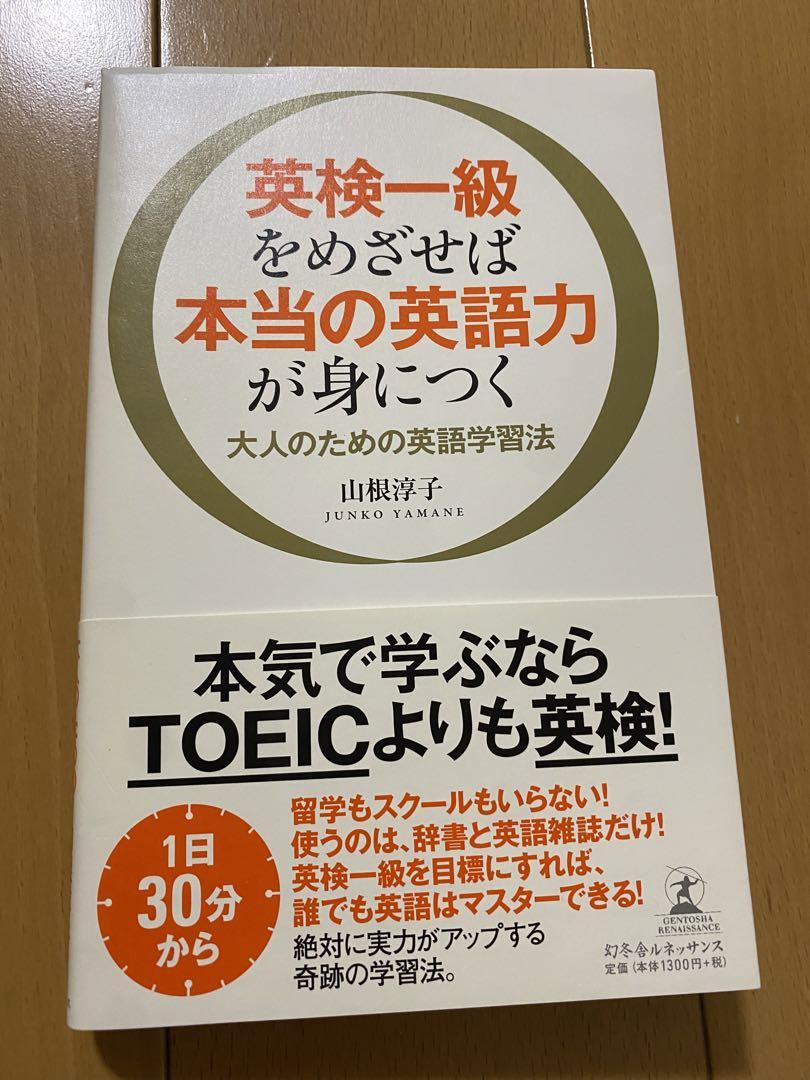 英検一級
をめざせば
本当の英語力
が身につく
大人のための英語学習法
山根淳子
JUNKO YAMANE
本気で学ぶなら
TOEICよりも英検!
1日
30分
から
留学もスクールもいらない!
使うのは、辞書と英語雑誌だけ!
英検一級を目標にすれば、
誰でも英語はマスターできる!
絶対に実力がアップする
奇跡の学習法。
GENTOSHA
RENAISSANCE
幻冬舎ルネッサンス
定価(本体1300円+税)